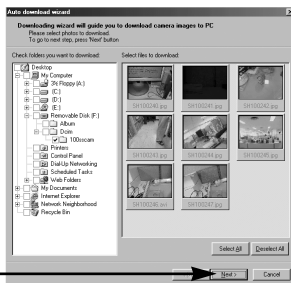 Auto download wizard
Downloading wizard will guide you to download camera images to PC
Please select photos to download.
To go to next step, press 'Next' button
Check folders you want to download:
Select files to download:
Desktop
My Computer
3½ Floppy (A:)
(C:)
(D:)
(E:)
Removable Disk (F:)
Album
Dcim
100sscam
Printers
Control Panel
Dial-Up Networking
Scheduled Tasks
Web Folders
My Documents
Internet Explorer
Network Neighborhood
Recycle Bin
SH100240.jpg
SH100241.jpg
SH100242.jpg
SH100243.jpg
SH100244.jpg
SH100245.jpg
SH100246.avi
SH100247.jpg
Select All
Deselect All
Next >
Cancel